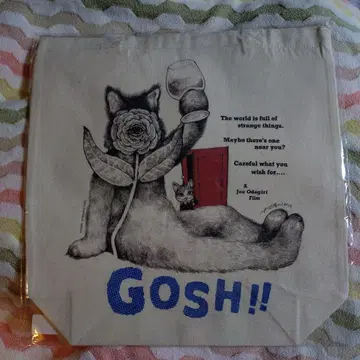 The world is full of
strange things.
Maybe there's one
near you?
Careful what you
wish for....
A
Joe Odagiri
Film
GOSH!!